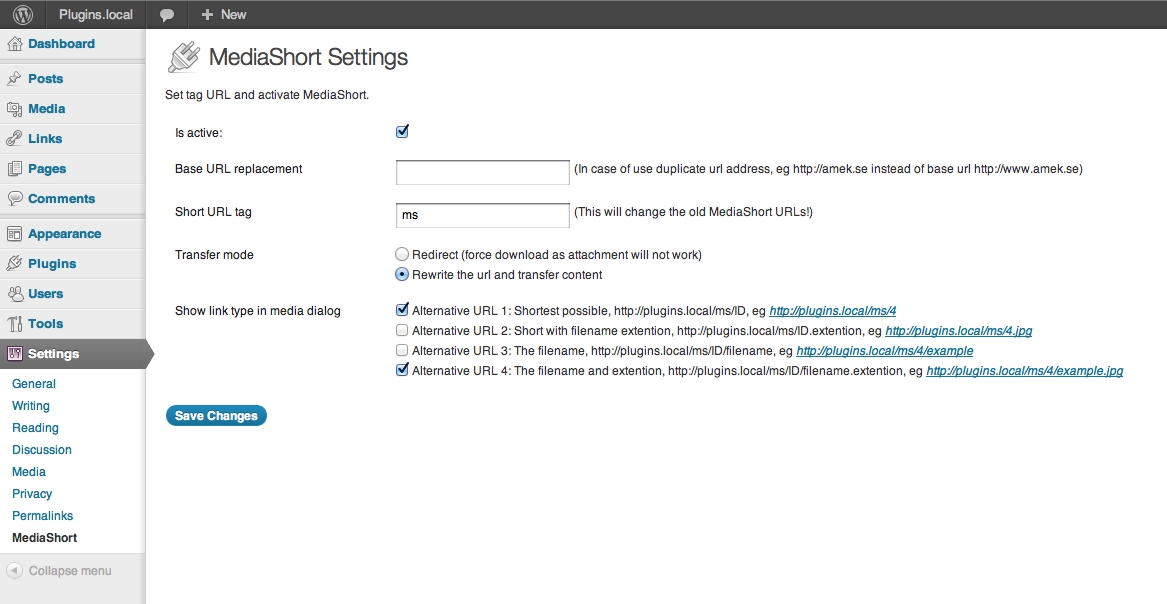 Plugins.local
+ New
Dashboard
Posts
Media
Links
Pages
Comments
Appearance
Plugins
Users
Tools
Settings
General
Writing
Reading
Discussion
Media
Privacy
Permalinks
MediaShort
Collapse menu
MediaShort Settings
Set tag URL and activate MediaShort.
Is active:
Base URL replacement (In case of use duplicate url address, eg http://amek.se instead of base url http://www.amek.se)
Short URL tag ms (This will change the old MediaShort URLs!)
Transfer mode Redirect (force download as attachment will not work)
Rewrite the url and transfer content
Show link type in media dialog Alternative URL 1: Shortest possible, http://plugins.local/ms/ID, eg http://plugins.local/ms/4
Alternative URL 2: Short with filename extention, http://plugins.local/ms/ID.extention, eg http://plugins.local/ms/4.jpg
Alternative URL 3: The filename, http://plugins.local/ms/ID/filename, eg http://plugins.local/ms/4/example
Alternative URL 4: The filename and extention, http://plugins.local/ms/ID/filename.extention, eg http://plugins.local/ms/4/example.jpg
Save Changes